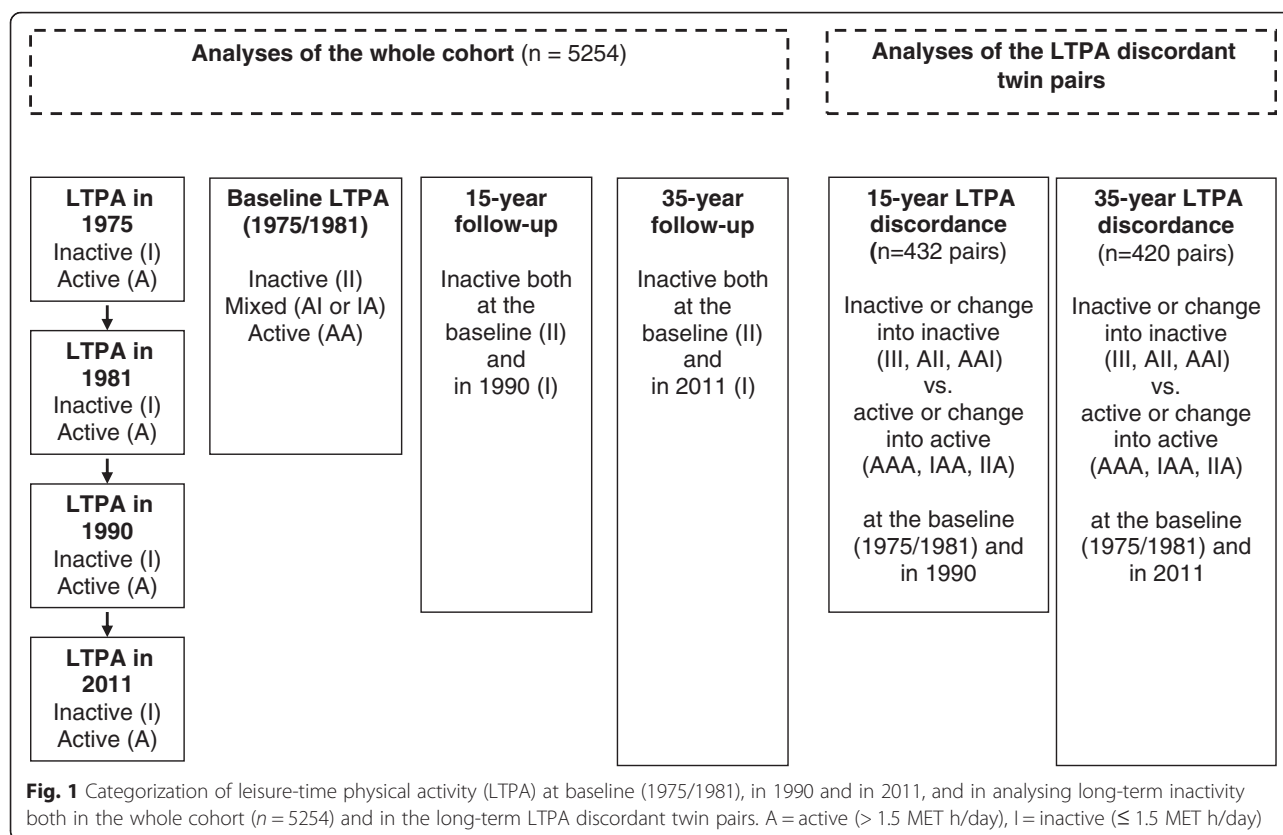 Analyses of the whole cohort (n = 5254)
Analyses of the LTPA discordant
twin pairs
LTPA in
1975
Inactive (I)
Active (A)
LTPA in
1981
Inactive (I)
Active (A)
LTPA in
1990
Inactive (I)
Active (A)
LTPA in
2011
Inactive (I)
Active (A)
Baseline LTPA
(1975/1981)
Inactive (II)
Mixed (AI or IA)
Active (AA)
15-year
follow-up
Inactive both
at the
baseline (II)
and
in 1990 (I)
35-year
follow-up
Inactive both
at the
baseline (II)
and
in 2011 (I)
15-year LTPA
discordance
(n=432 pairs)
Inactive or change
into inactive
(III, AII, AAI)
vs.
active or change
into active
(AAA, IAA, IIA)
at the baseline
(1975/1981) and
in 1990
35-year LTPA
discordance
(n=420 pairs)
Inactive or change
into inactive
(III, AII, AAI)
vs.
active or change
into active
(AAA, IAA, IIA)
at the baseline
(1975/1981) and
in 2011
Fig. 1 Categorization of leisure-time physical activity (LTPA) at baseline (1975/1981), in 1990 and in 2011, and in analysing long-term inactivity
both in the whole cohort (n = 5254) and in the long-term LTPA discordant twin pairs. A = active (> 1.5 MET h/day), I = inactive (≤ 1.5 MET h/day)